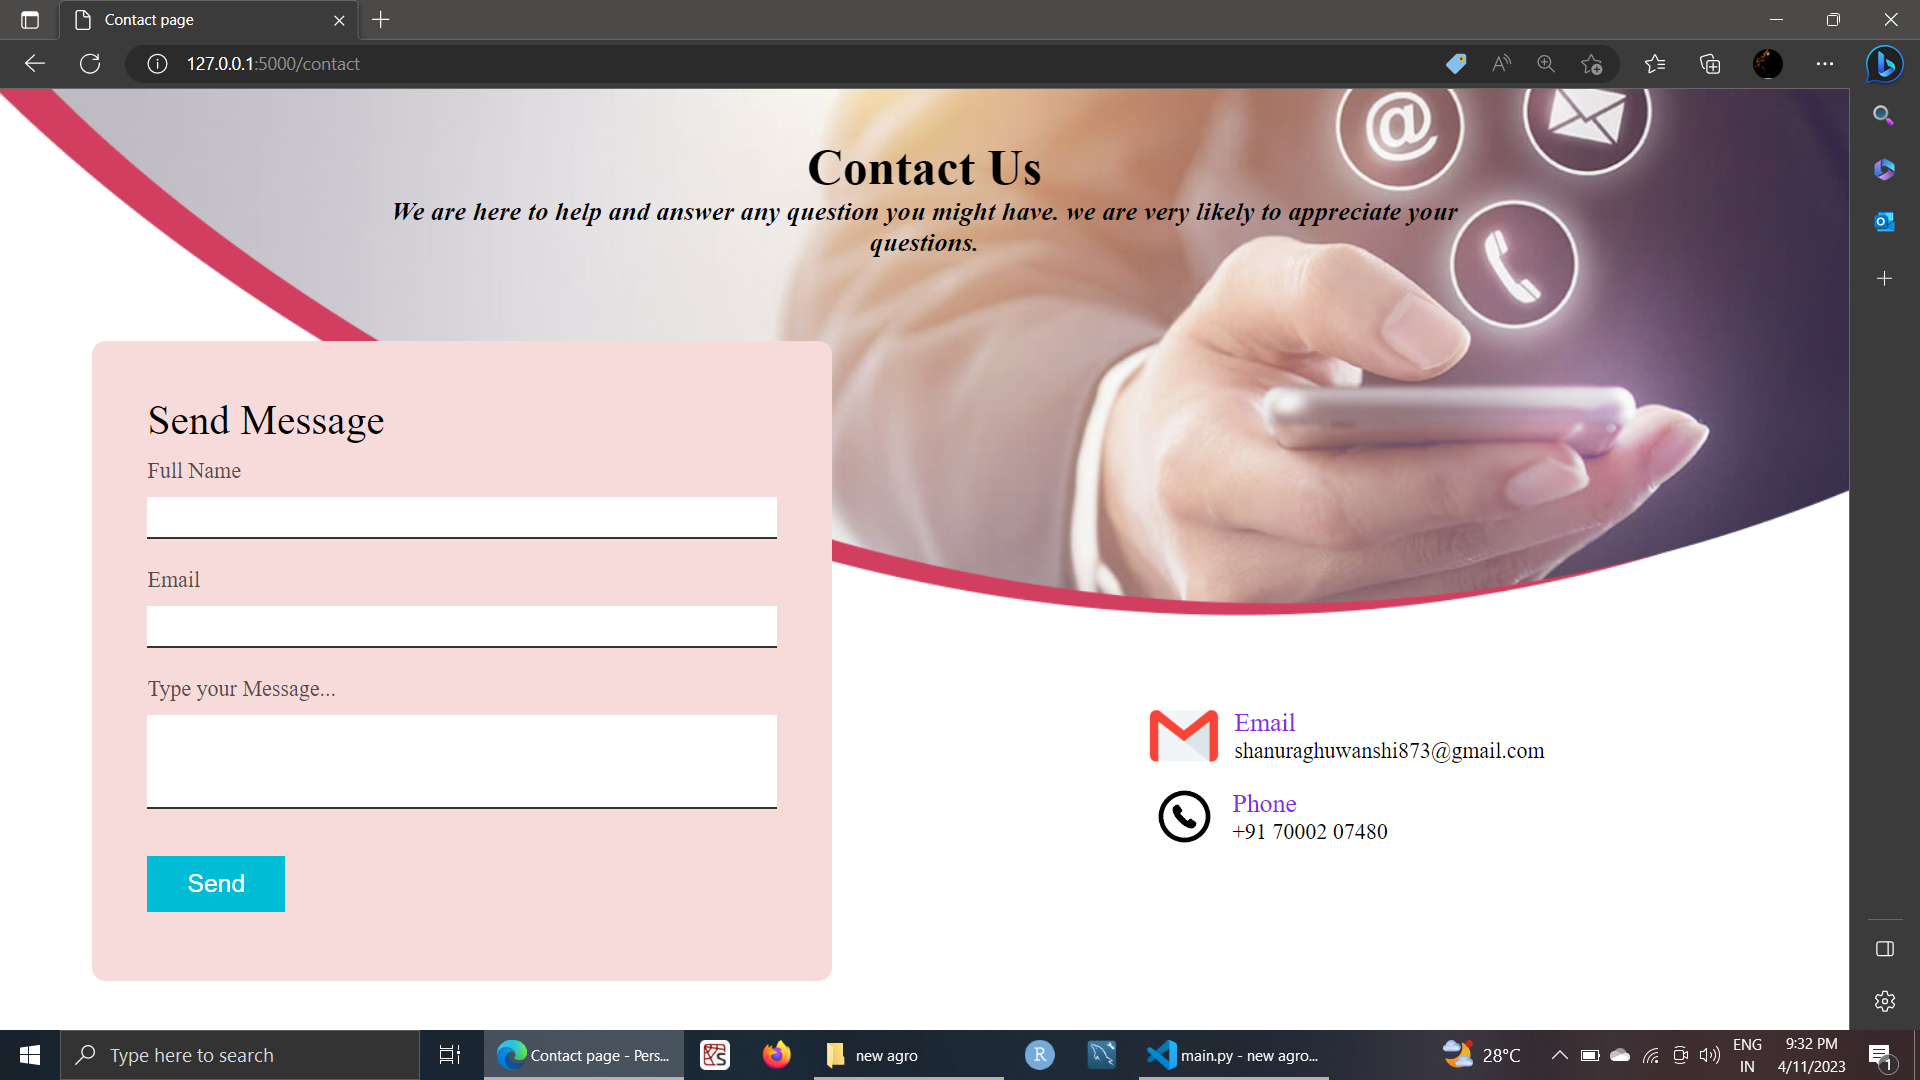 Contact page
127.0.0.1:5000/contact
Contact Us
We are here to help and answer any question you might have. we are very likely to appreciate your
questions.
Send Message
Full Name
Email
Type your Message...
Send
Email
shanuraghuwanshi873@gmail.com
Phone
+91 70002 07480
Type here to search
Contact page - Pers...
new agro
R
main.py - new agro...
28°C
ENG
IN
9:32 PM
4/11/2023
1